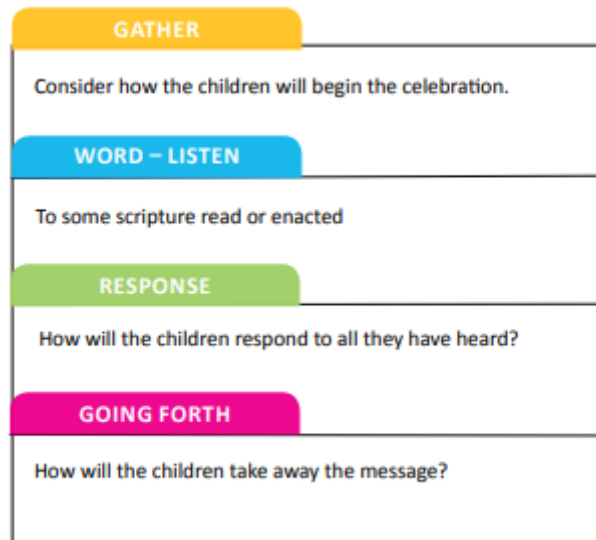 GATHER
Consider how the children will begin the celebration.
WORD – LISTEN
To some scripture read or enacted
RESPONSE
How will the children respond to all they have heard?
GOING FORTH
How will the children take away the message?